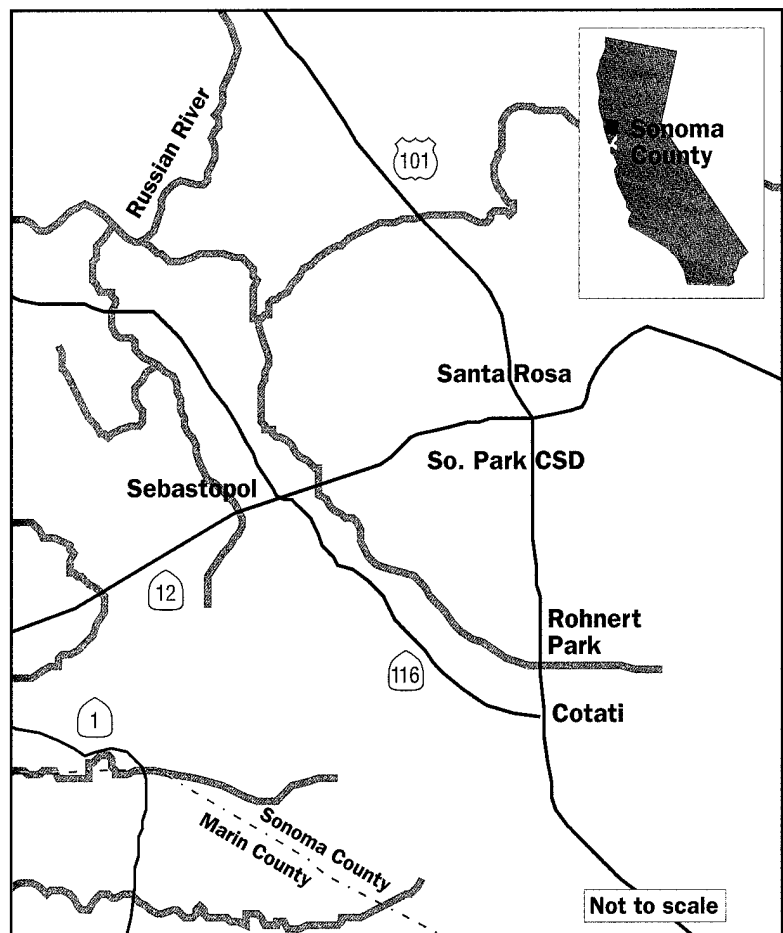 Russian River
101
Sonoma
County
Santa Rosa
So. Park CSD
Sebastopol
12
Rohnert
Park
116
Cotati
1
Sonoma County
Marin County
Not to scale